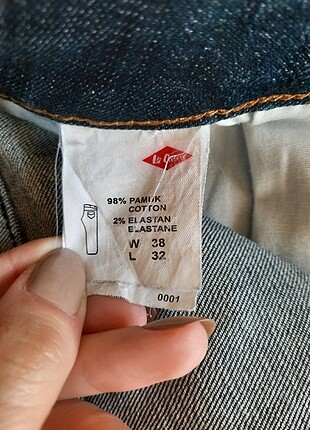 Lee Cooper
98% PAMUK
COTTON
2% ELASTAN
ELASTANE
W 38
L 32
0001